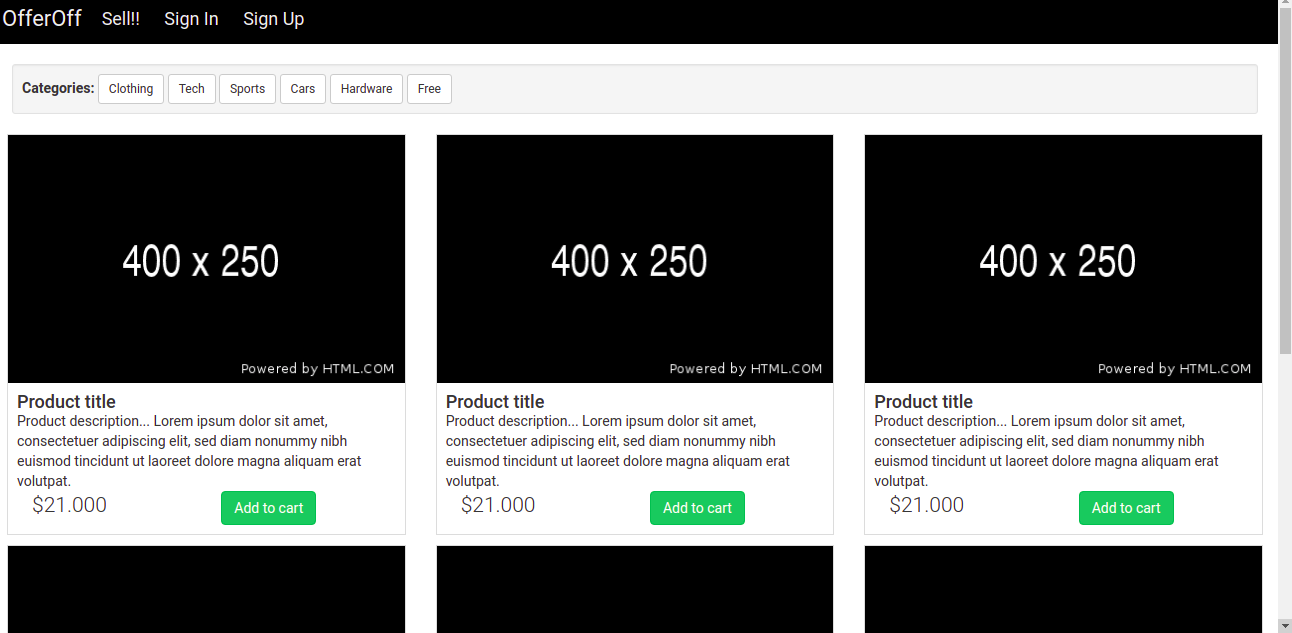 OfferOff Sell!! Sign In Sign Up
Categories: Clothing Tech Sports Cars Hardware Free
400 x 250
Powered by HTML.COM
Product title
Product description... Lorem ipsum dolor sit amet,
consectetuer adipiscing elit, sed diam nonummy nibh
euismod tincidunt ut laoreet dolore magna aliquam erat
volutpat.
$21.000 Add to cart
400 x 250
Powered by HTML.COM
Product title
Product description... Lorem ipsum dolor sit amet,
consectetuer adipiscing elit, sed diam nonummy nibh
euismod tincidunt ut laoreet dolore magna aliquam erat
volutpat.
$21.000 Add to cart
400 x 250
Powered by HTML.COM
Product title
Product description... Lorem ipsum dolor sit amet,
consectetuer adipiscing elit, sed diam nonummy nibh
euismod tincidunt ut laoreet dolore magna aliquam erat
volutpat.
$21.000 Add to cart